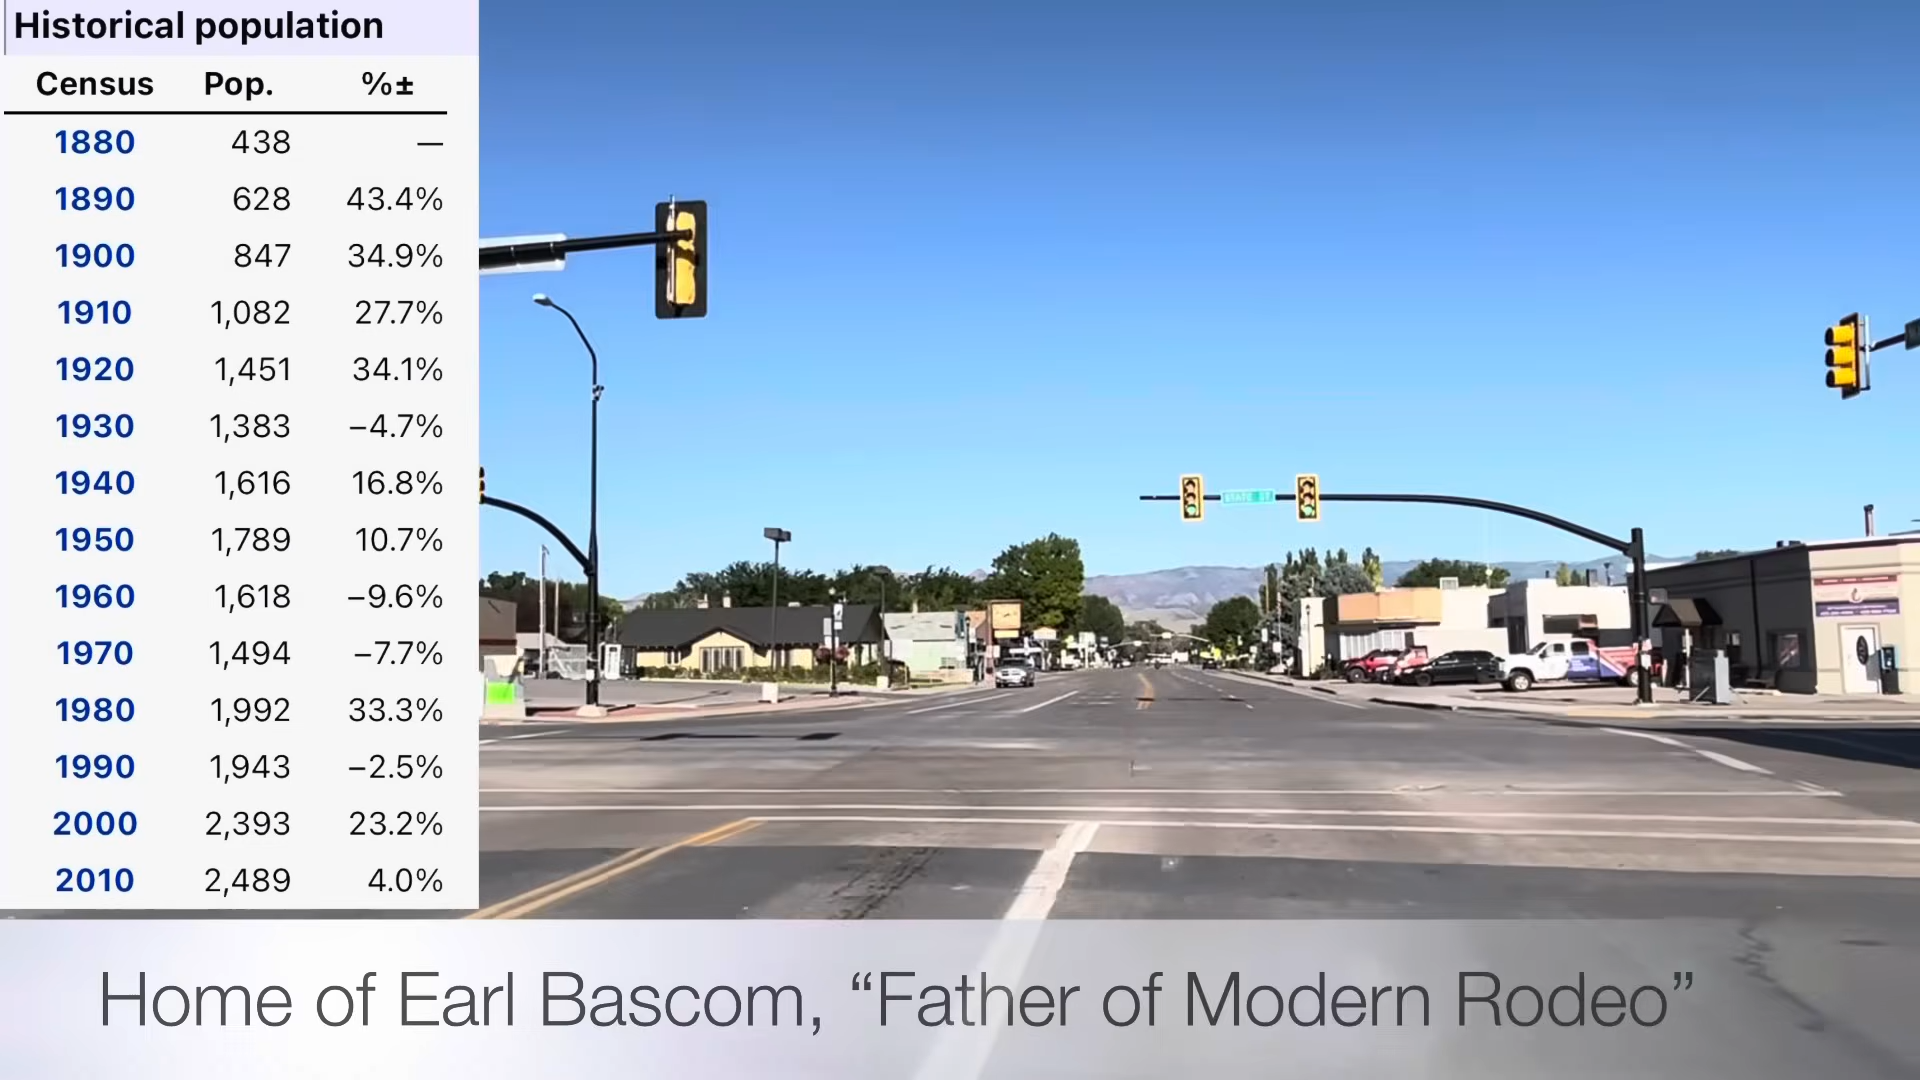 Historical population
Census Pop. %±
1880 438 —
1890 628 43.4%
1900 847 34.9%
1910 1,082 27.7%
1920 1,451 34.1%
1930 1,383 −4.7%
1940 1,616 16.8%
1950 1,789 10.7%
1960 1,618 −9.6%
1970 1,494 −7.7%
1980 1,992 33.3%
1990 1,943 −2.5%
2000 2,393 23.2%
2010 2,489 4.0%
STATE ST
Home of Earl Bascom, “Father of Modern Rodeo”